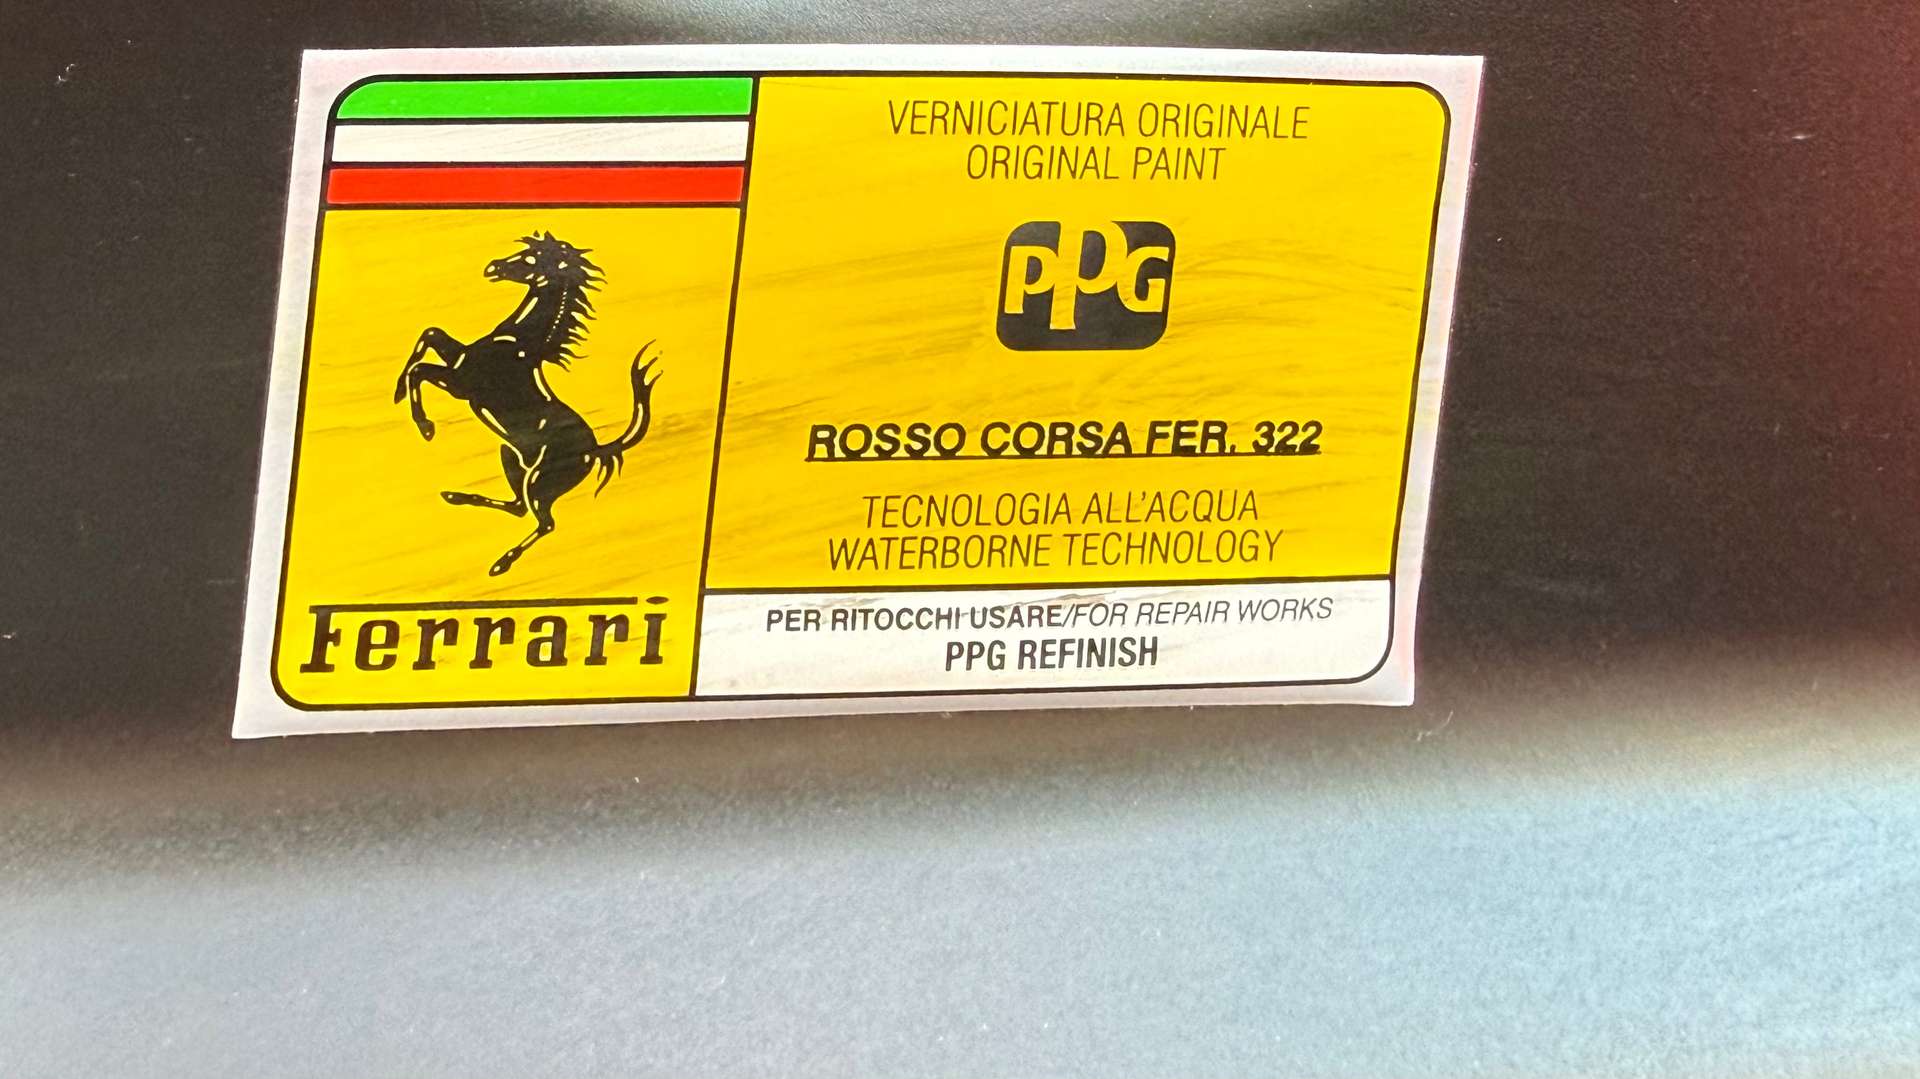 VERNICIATURA ORIGINALE
ORIGINAL PAINT
PPG
ROSSO CORSA FER. 322
TECNOLOGIA ALL'ACQUA
WATERBORNE TECHNOLOGY
Ferrari
PER RITOCCHI USARE/FOR REPAIR WORKS
PPG REFINISH